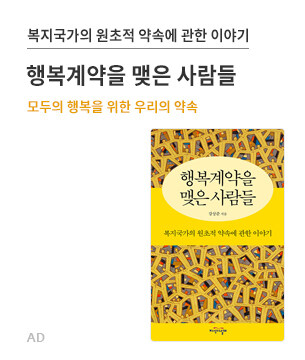 복지국가의 원초적 약속에 관한 이야기
행복계약을 맺은 사람들
모두의 행복을 위한 우리의 약속
행복계약을
맺은 사람들
복지국가의 원초적 약속에 관한 이야기
AD